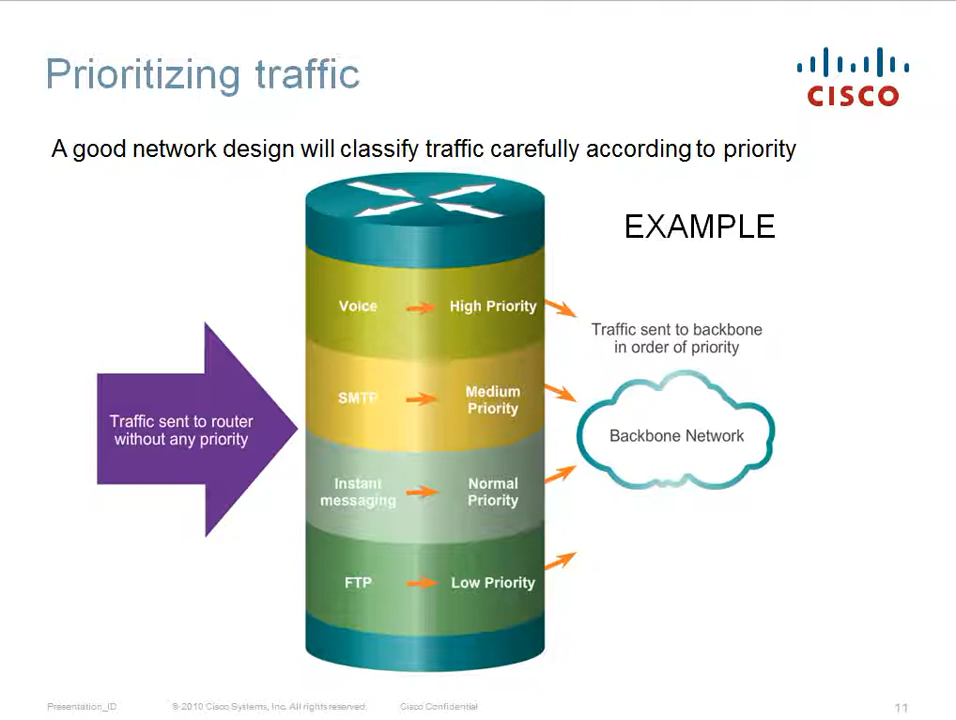 Prioritizing traffic
CISCO
A good network design will classify traffic carefully according to priority
EXAMPLE
Voice
High Priority
Traffic sent to backbone
in order of priority
SMTP
Medium
Priority
Traffic sent to router
without any priority
Backbone Network
Instant
messaging
Normal
Priority
FTP
Low Priority
Presentation_ID
© 2010 Cisco Systems, Inc. All rights reserved.
Cisco Confidential
11